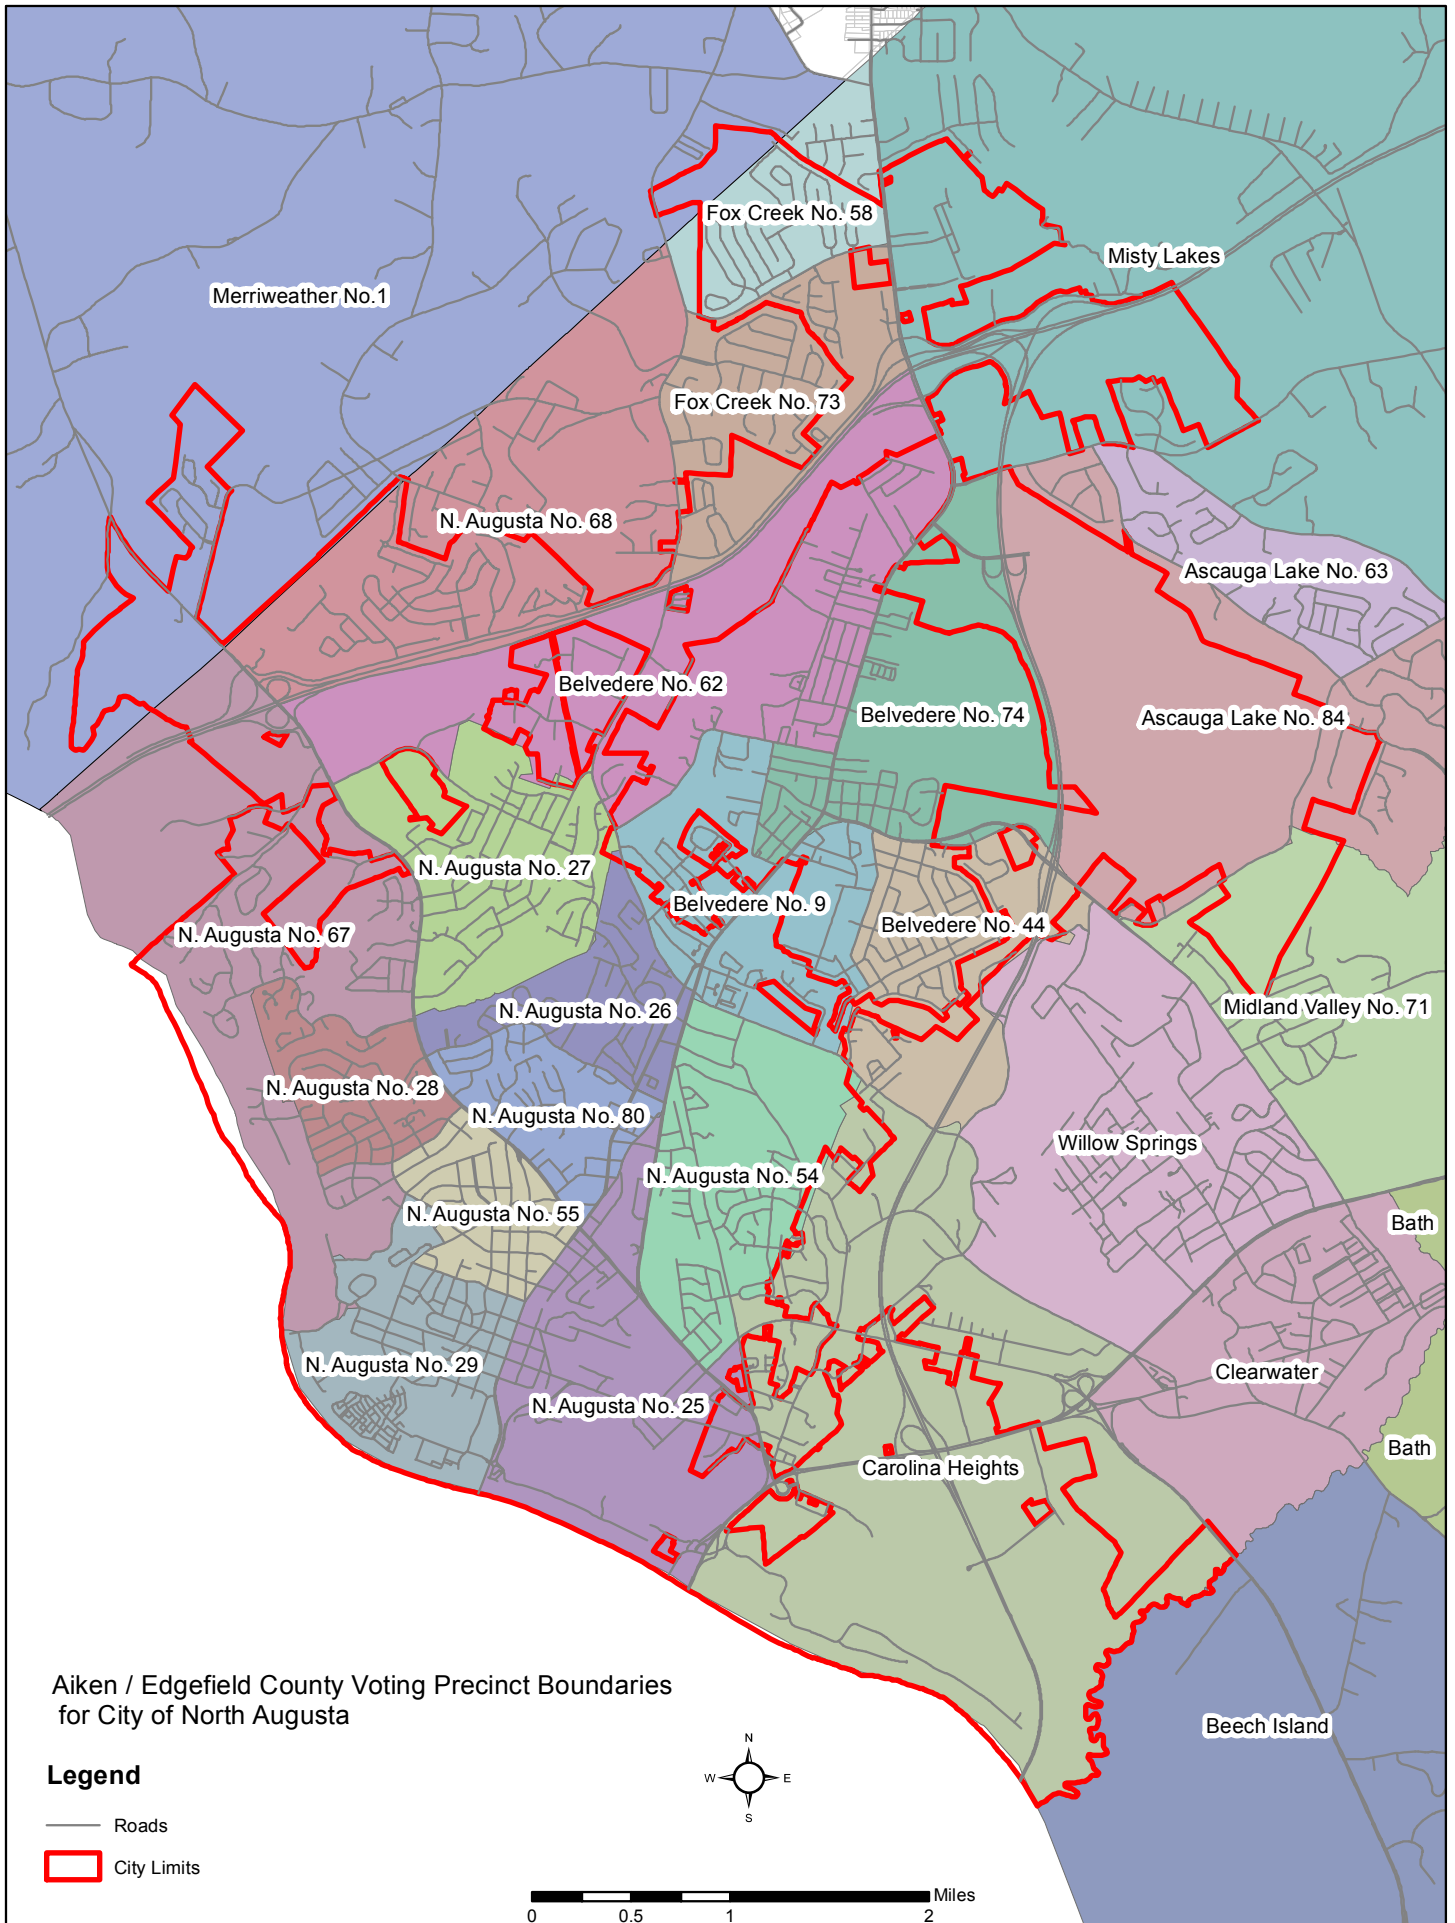 Fox Creek No. 58
Misty Lakes
Merriweather No.1
Fox Creek No. 73
N. Augusta No. 68
Ascauga Lake No. 63
Belvedere No. 62
Belvedere No. 74
Ascauga Lake No. 84
N. Augusta No. 27
Belvedere No. 9
Belvedere No. 44
N. Augusta No. 67
N. Augusta No. 26
Midland Valley No. 71
N. Augusta No. 28
N. Augusta No. 80
Willow Springs
N. Augusta No. 54
N. Augusta No. 55
Bath
N. Augusta No. 29
Clearwater
N. Augusta No. 25
Bath
Carolina Heights
Beech Island
Aiken / Edgefield County Voting Precinct Boundaries
for City of North Augusta
N
W
E
S
Legend
Roads
City Limits
Miles
0 0.5 1 2